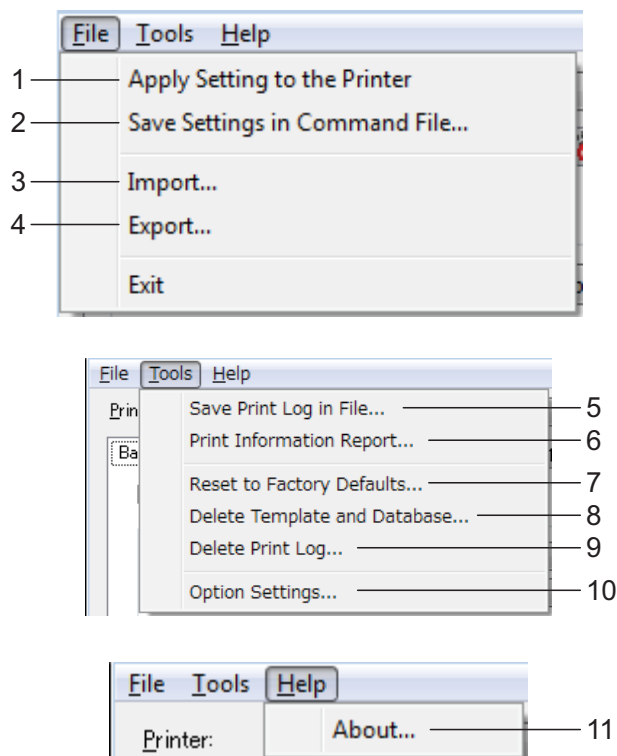 File Tools Help
1 Apply Setting to the Printer
2 Save Settings in Command File...
3 Import...
4 Export...
Exit
File Tools Help
Prin
Save Print Log in File... 5
Ba
Print Information Report... 6
Reset to Factory Defaults... 7
Delete Template and Database... 8
Delete Print Log... 9
Option Settings... 10
File Tools Help
Printer:
About... 11